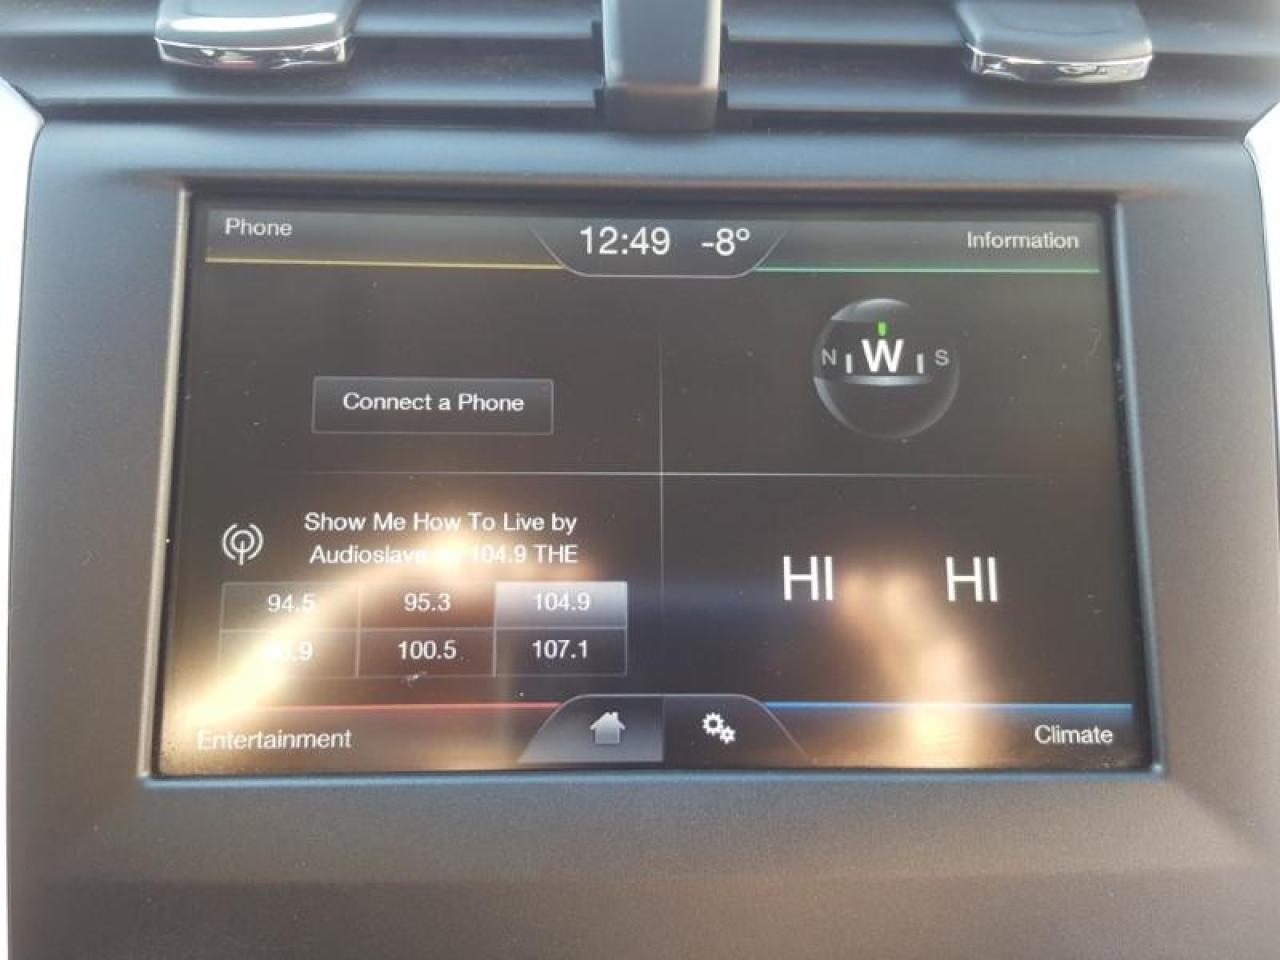 Phone
12:49 -8°
Information
N W S
Connect a Phone
Show Me How To Live by
Audioslave 104.9 THE
94.5 95.3 104.9
100.5 107.1
HI HI
Entertainment
Climate